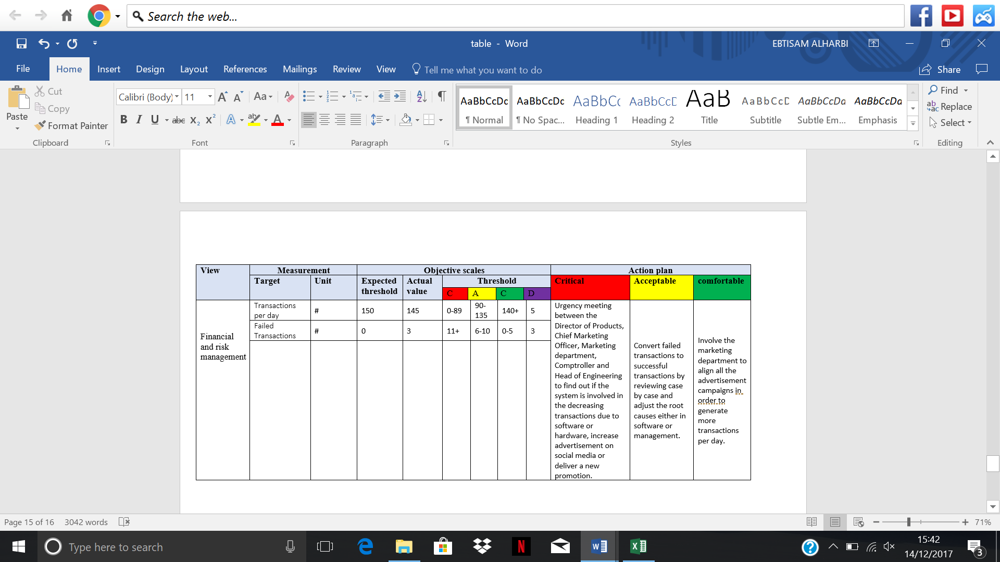 Search the web...
table - Word
EBTISAM ALHARBI
File Home Insert Design Layout References Mailings Review View Tell me what you want to do Share
Paste
Cut
Copy
Format Painter
Clipboard
Calibri (Body) 11
Aa
B I U abc X₂ X² A ab A
Font
Paragraph
AaBbCcDc AaBbCcDc AaBbCc AaBbCcD AaB AaBbCcD AaBbCcDa AaBbCcDa
¶ Normal ¶ No Spac... Heading 1 Heading 2 Title Subtitle Subtle Em... Emphasis
Styles
Find
Replace
Select
Editing
View Measurement Objective scales Action plan
Target Unit Expected threshold Actual value Threshold Critical Acceptable comfortable
C A C D
Financial
and risk
management
Transactions
per day
# 150 145 0-89 90-135 140+ 5
Failed
Transactions
# 0 3 11+ 6-10 0-5 3
Urgency meeting
between the
Director of Products,
Chief Marketing
Officer, Marketing
department,
Comptroller and
Head of Engineering
to find out if the
system is involved in
the decreasing
transactions due to
software or
hardware, increase
advertisement on
social media or
deliver a new
promotion.
Convert failed
transactions to
successful
transactions by
reviewing case
by case and
adjust the root
causes either in
software or
management.
Involve the
marketing
department to
align all the
advertisement
campaigns in
order to
generate
more
transactions
per day.
Page 15 of 16 3042 words
71%
Type here to search
15:42
14/12/2017
3